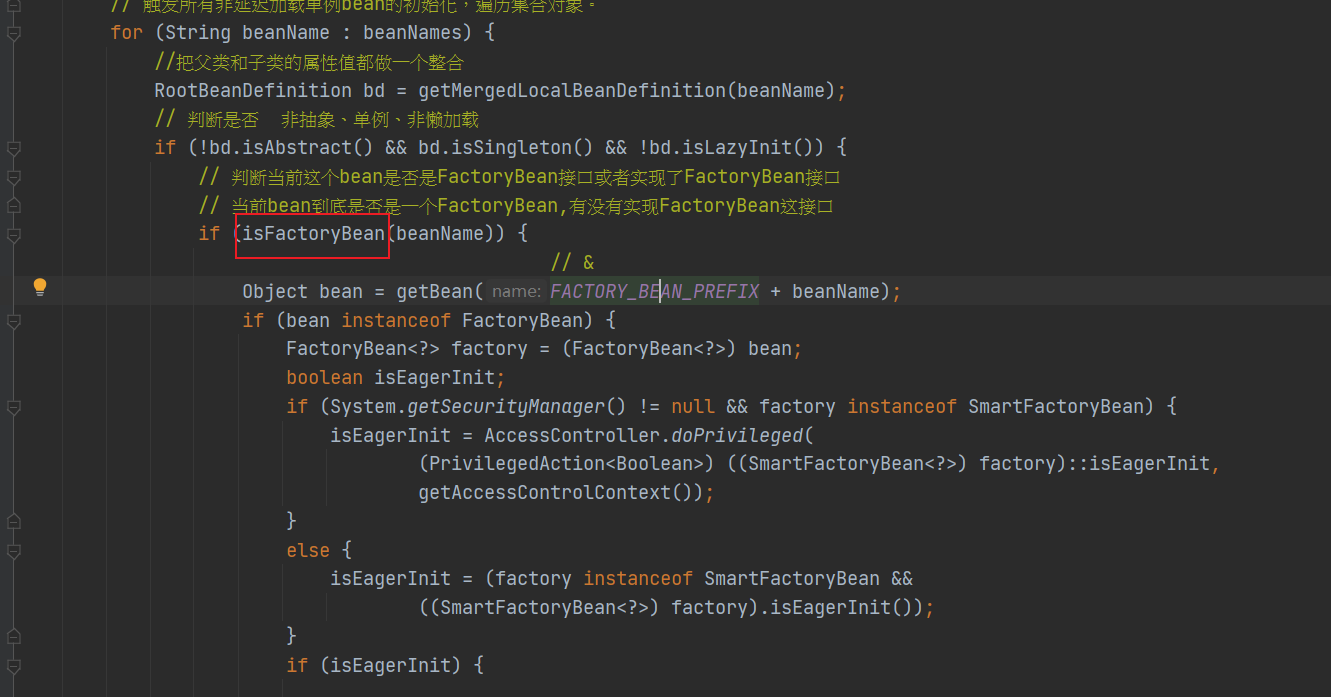 // 触发所有非延迟加载单例bean的初始化，遍历集合对象。
for (String beanName : beanNames) {
//把父类和子类的属性值都做一个整合
RootBeanDefinition bd = getMergedLocalBeanDefinition(beanName);
// 判断是否  非抽象、单例、非懒加载
if (!bd.isAbstract() && bd.isSingleton() && !bd.isLazyInit()) {
// 判断当前这个bean是否是FactoryBean接口或者实现了FactoryBean接口
// 当前bean到底是否是一个FactoryBean,有没有实现FactoryBean这接口
if (isFactoryBean(beanName)) {
// &
Object bean = getBean( name: FACTORY_BEAN_PREFIX + beanName);
if (bean instanceof FactoryBean) {
FactoryBean<?> factory = (FactoryBean<?>) bean;
boolean isEagerInit;
if (System.getSecurityManager() != null && factory instanceof SmartFactoryBean) {
isEagerInit = AccessController.doPrivileged(
(PrivilegedAction<Boolean>) ((SmartFactoryBean<?>) factory)::isEagerInit,
getAccessControlContext());
}
else {
isEagerInit = (factory instanceof SmartFactoryBean &&
((SmartFactoryBean<?>) factory).isEagerInit());
}
if (isEagerInit) {